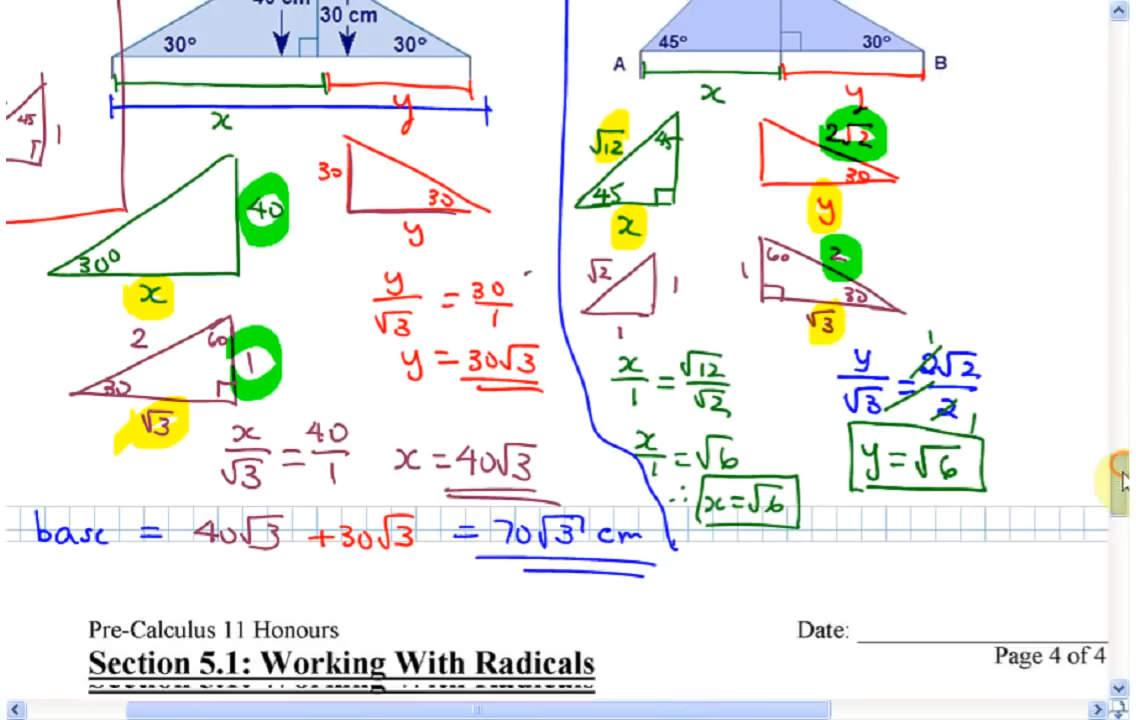 40 cm
30 cm
30°
30°
45°
30°
A
B
x
y
x
y
45
1
√12
45
45
x
2√2
30
y
30
30
y
40
30°
x
√2
1
1
1
60
2
30
√3
y/√3 = 30/1
y = 30√3
2
60
1
30
√3
x/1 = √12/√2
y/√3 = 2√2/2
1
1
x/√3 = 40/1
x = 40√3
x/1 = √6
∴ x = √6
y = √6
base = 40√3 + 30√3 = 70√3 cm
Pre-Calculus 11 Honours
Date: ____________
Section 5.1: Working With Radicals
Page 4 of 4